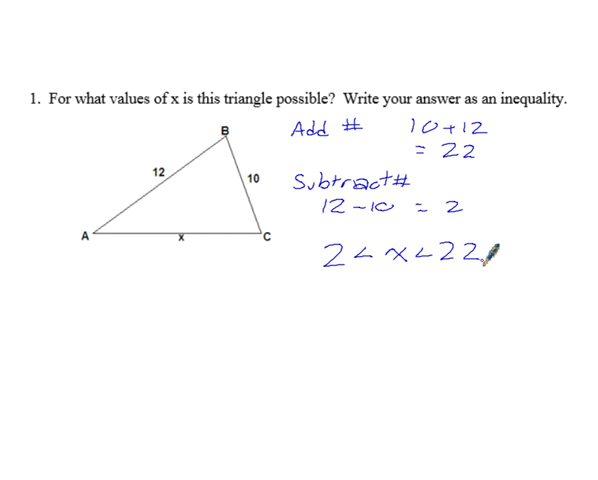 1. For what values of x is this triangle possible? Write your answer as an inequality.
B
Add # 10+12
= 22
12
10
Subtract #
12-10 = 2
A
x
C
2 < x < 22